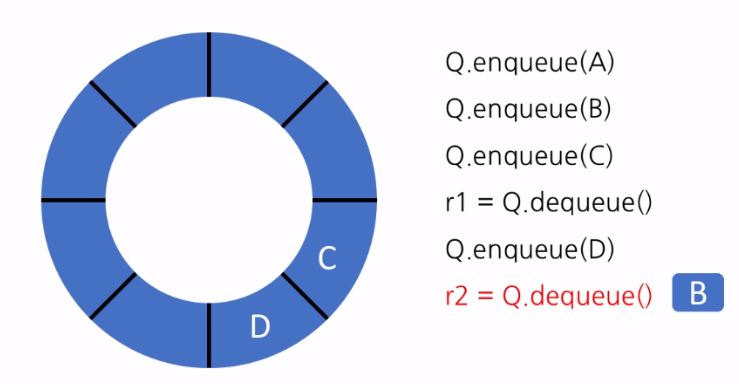 Q.enqueue(A)
Q.enqueue(B)
Q.enqueue(C)
r1 = Q.dequeue()
Q.enqueue(D)
r2 = Q.dequeue() B
C
D